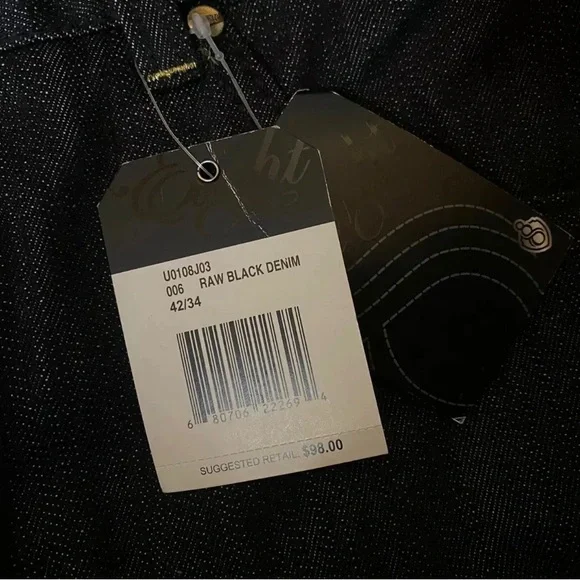 U0108J03
006 RAW BLACK DENIM
42/34
6 80706 22269 4
SUGGESTED RETAIL $98.00